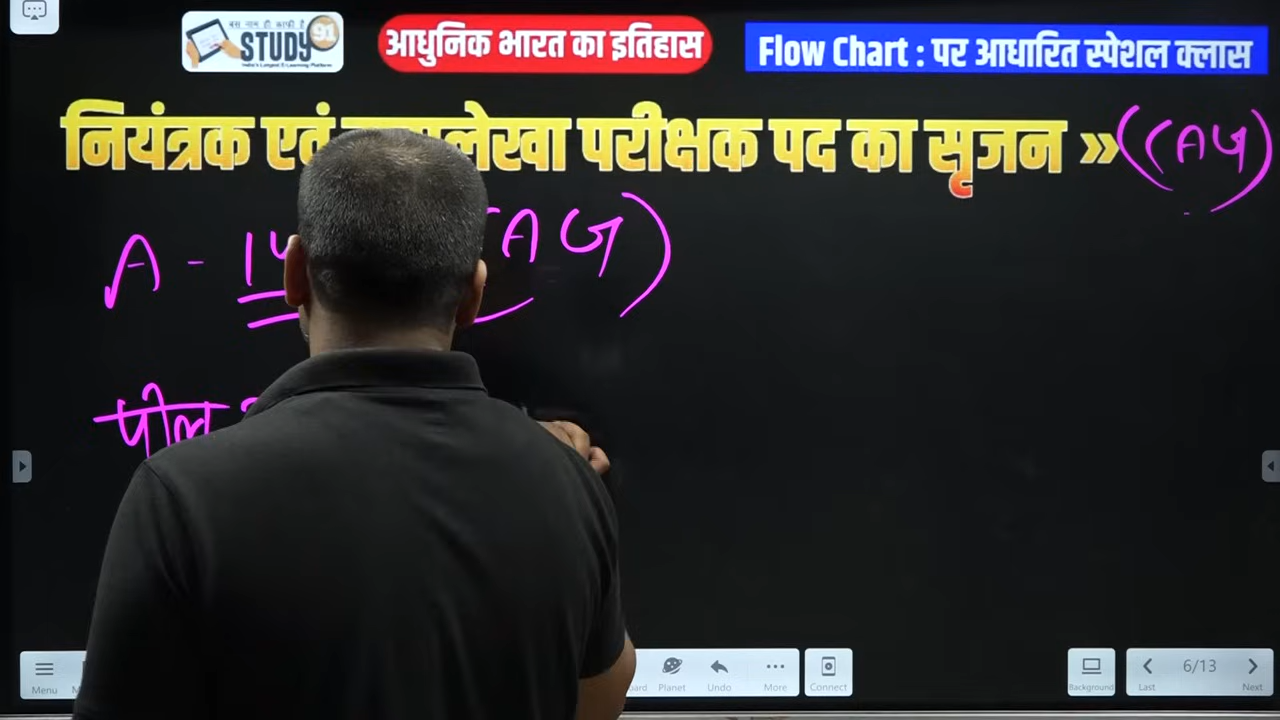 बस नाम ही काफी है
STUDY 91
India's Largest E-Learning Platform
आधुनिक भारत का इतिहास
Flow Chart : पर आधारित स्पेशल क्लास
नियंत्रक एवं परीक्षक पद का सृजन » (CAG)
A - 14 AG)
पील
Menu
Planet Undo More Connect
Background
6/13
Last Next